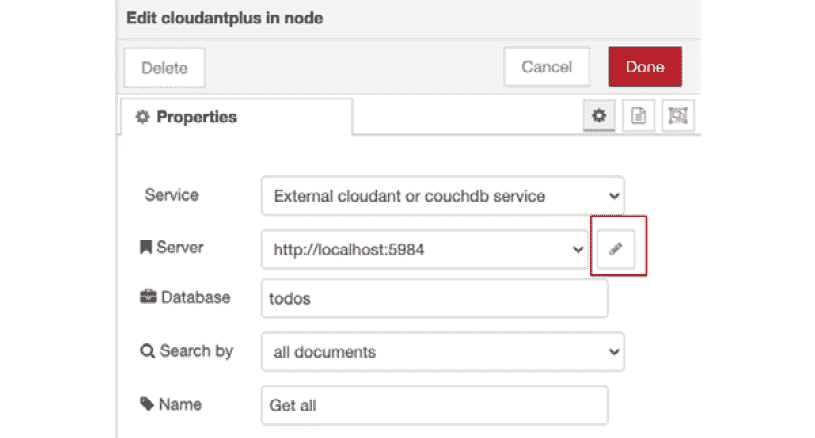 Edit cloudantplus in node
Delete Cancel Done
Properties
Service External cloudant or couchdb service
Server http://localhost:5984
Database todos
Search by all documents
Name Get all